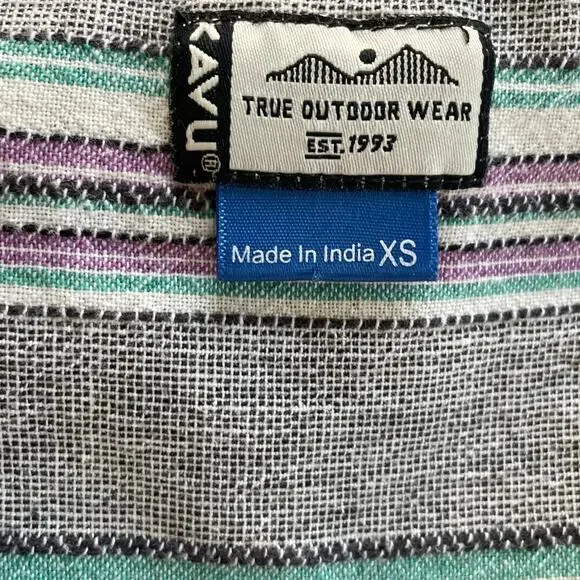 KAVU®
TRUE OUTDOOR WEAR
EST. 1993
Made In India XS